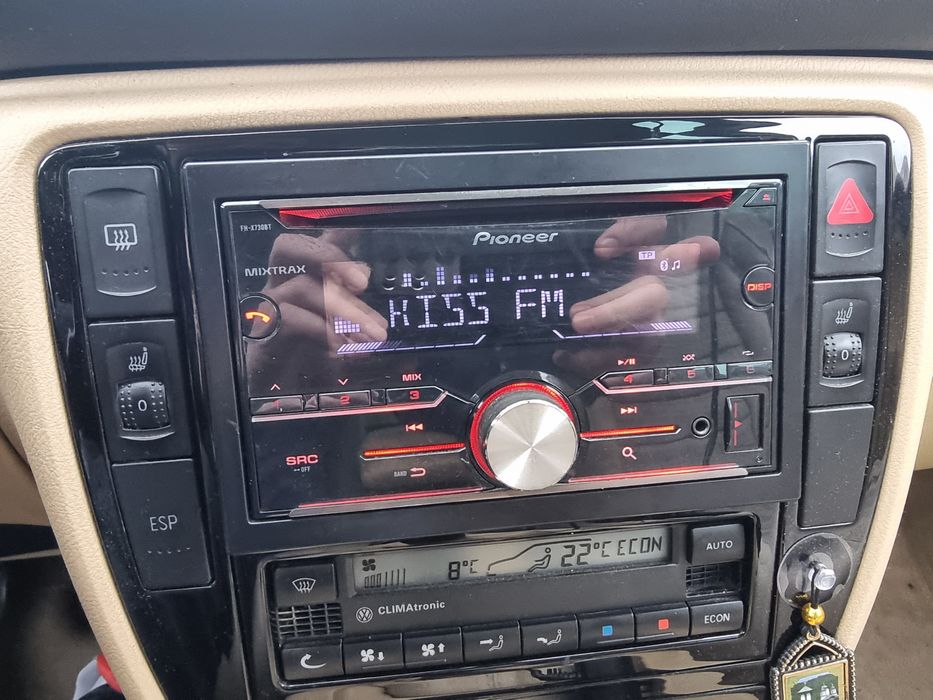 FH-X730BT
Pioneer
MIXTRAX
TP
KISS FM
DISP
MIX
1
2
3
4
5
6
SRC
OFF
BAND
0
0
ESP
8°C
22°C ECON
AUTO
CLIMAtronic
ECON